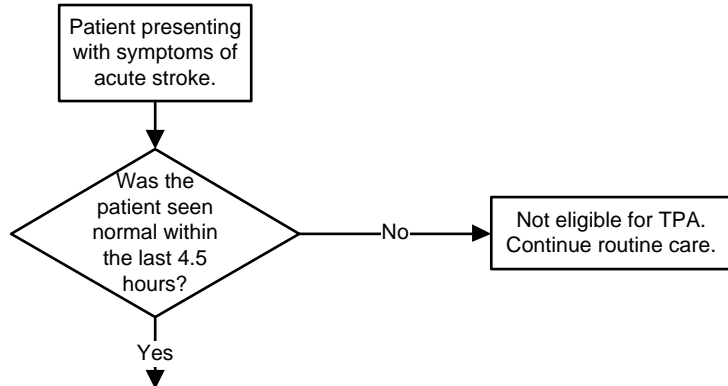 Patient presenting
with symptoms of
acute stroke.
Was the
patient seen
normal within
the last 4.5
hours?
No
Not eligible for TPA.
Continue routine care.
Yes